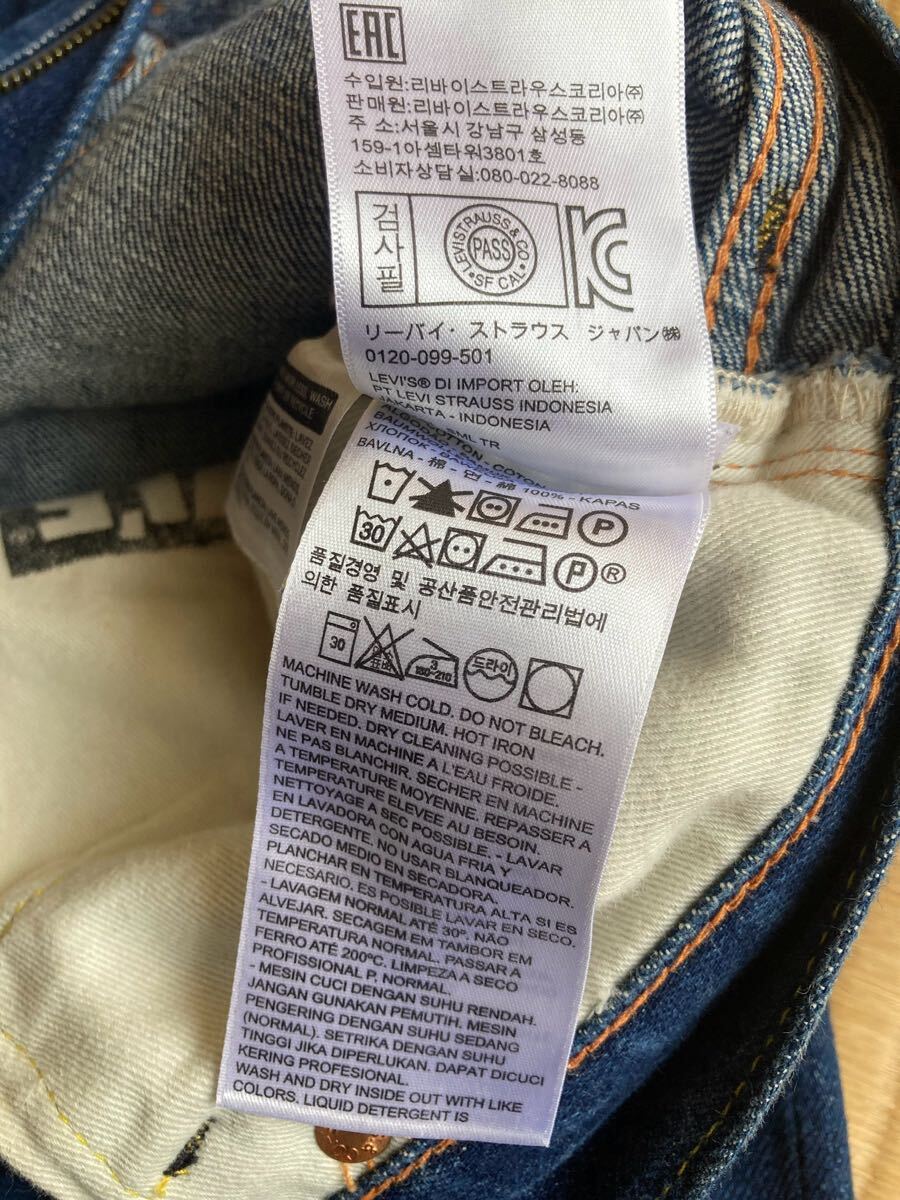 EAC
수입원:리바이스트라우스코리아㈜
판매원:리바이스트라우스코리아㈜
주 소:서울시 강남구 삼성동
159-1아셈타워3801호
소비자상담실:080-022-8088
검사필
LEVI STRAUSS & CO
PASS
SF CAL
リーバイ・ストラウス ジャパン㈱
0120-099-501
LEVI'S® DI IMPORT OLEH:
PT LEVI STRAUSS INDONESIA
JAKARTA - INDONESIA
COTTON
BAVLNA - 棉 - 면 - 綿 100% - KAPAS
P
30
P ®
품질경영 및 공산품안전관리법에
의한 품질표시
30
염소
표백
3
180~210
드라이
MACHINE WASH COLD. DO NOT BLEACH.
TUMBLE DRY MEDIUM. HOT IRON
IF NEEDED. DRY CLEANING POSSIBLE -
LAVER EN MACHINE A L'EAU FROIDE.
NE PAS BLANCHIR. SECHER EN MACHINE
A TEMPERATURE MOYENNE. REPASSER A
TEMPERATURE ELEVEE AU BESOIN.
NETTOYAGE A SEC POSSIBLE. - LAVAR
EN LAVADORA CON AGUA FRIA Y
DETERGENTE. NO USAR BLANQUEADOR.
SECADO MEDIO EN SECADORA.
PLANCHAR EN TEMPERATURA ALTA SI ES
NECESARIO. ES POSIBLE LAVAR EN SECO.
- LAVAGEM NORMAL ATÉ 30°. NÃO
ALVEJAR. SECAGEM EM TAMBOR EM
TEMPERATURA NORMAL. PASSAR A
FERRO ATÉ 200°C. LIMPEZA A SECO
PROFISSIONAL P. NORMAL.
- MESIN CUCI DENGAN SUHU RENDAH.
JANGAN GUNAKAN PEMUTIH. MESIN
PENGERING DENGAN SUHU SEDANG
(NORMAL). SETRIKA DENGAN SUHU
TINGGI JIKA DIPERLUKAN. DAPAT DICUCI
KERING PROFESIONAL.
WASH AND DRY INSIDE OUT WITH LIKE
COLORS. LIQUID DETERGENT IS